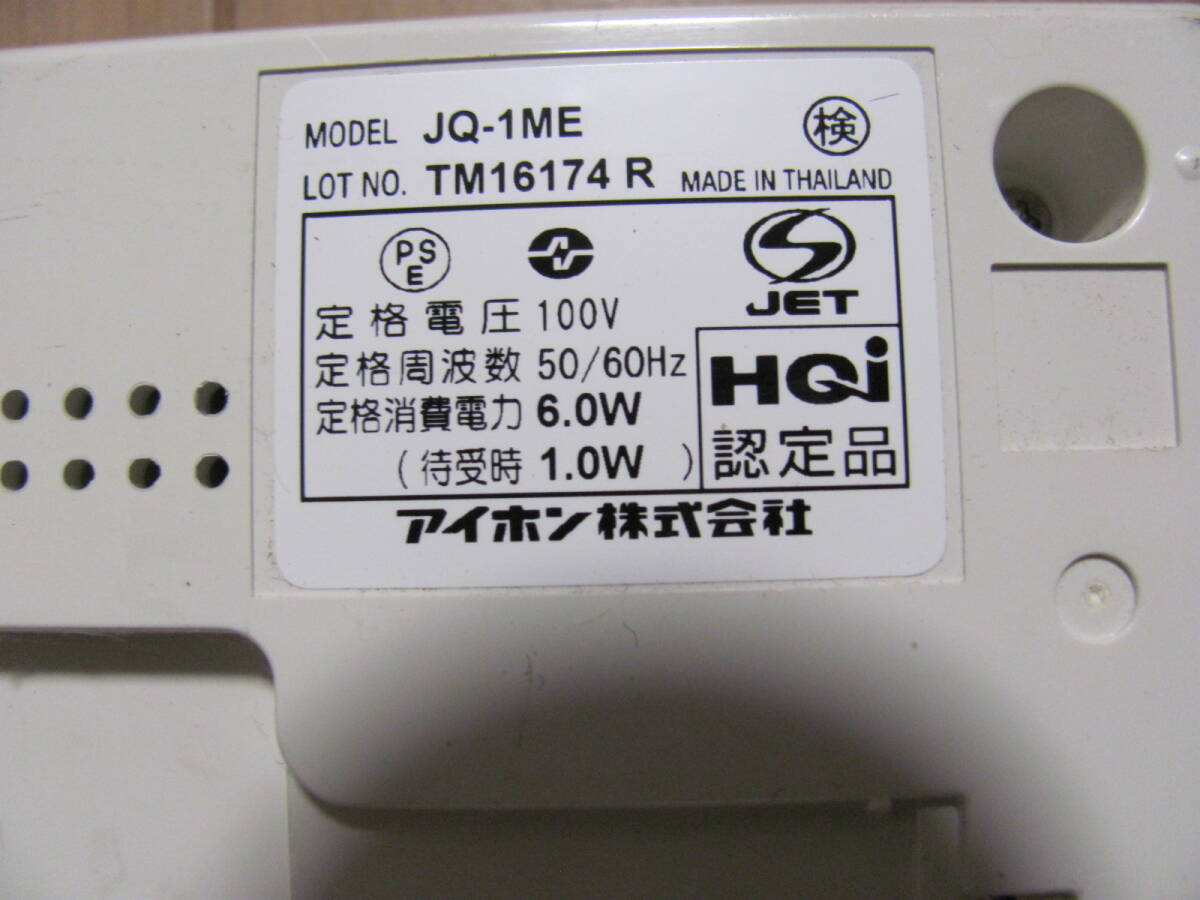 MODEL JQ-1ME 検
LOT NO. TM16174 R MADE IN THAILAND
PS
E
JET
定格電圧 100V
定格周波数 50/60Hz
定格消費電力 6.0W
(待受時 1.0W )
HQi
認定品
アイホン株式会社